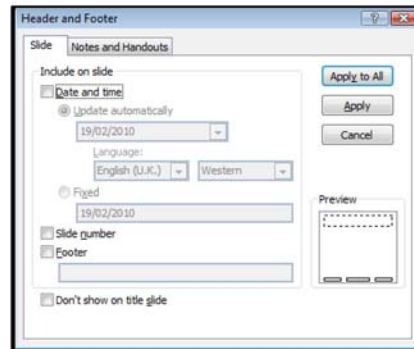 Header and Footer
Slide Notes and Handouts
Include on slide
Date and time
Update automatically
19/02/2010
Language:
English (U.K.) Western
Fixed
19/02/2010
Slide number
Footer
Don't show on title slide
Apply to All
Apply
Cancel
Preview